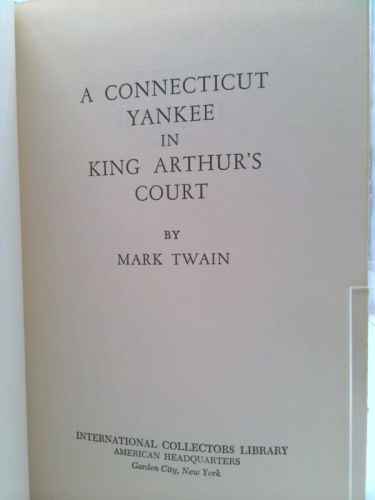 A CONNECTICUT
YANKEE
IN
KING ARTHUR'S
COURT
BY
MARK TWAIN
INTERNATIONAL COLLECTORS LIBRARY
AMERICAN HEADQUARTERS
Garden City, New York